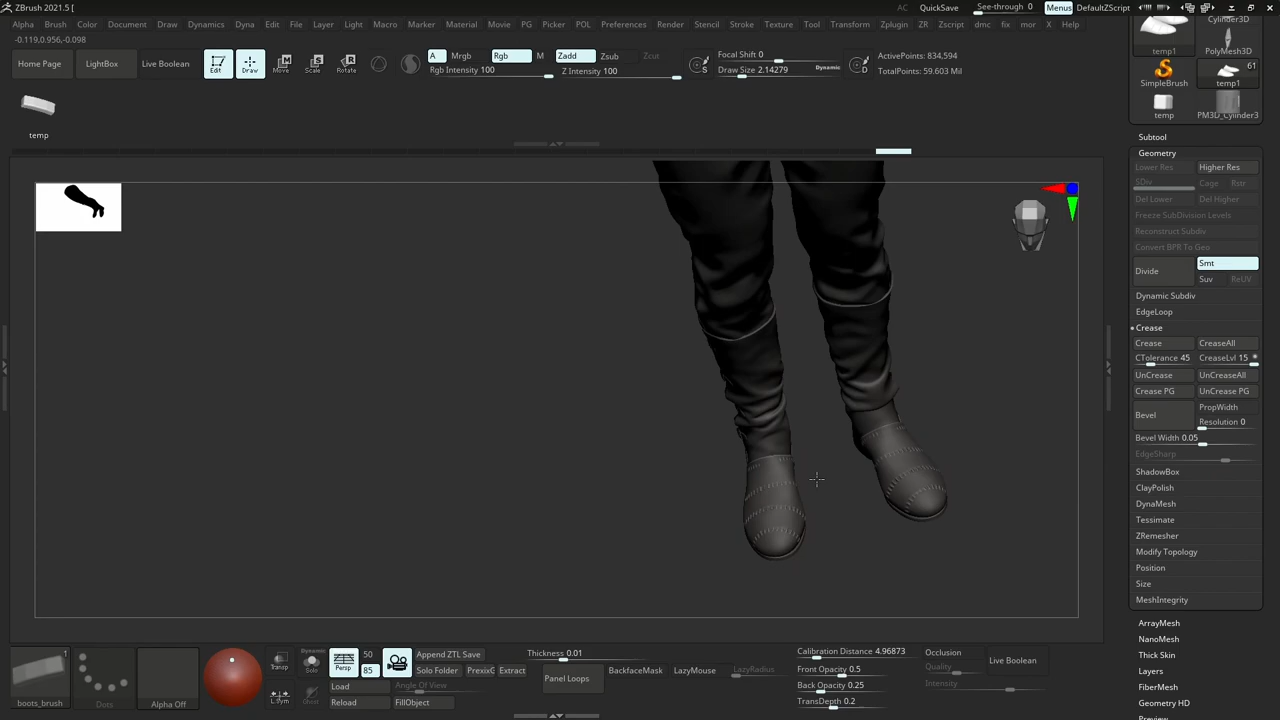 ZBrush 2021.5 [
AC QuickSave See-through 0 Menus DefaultZScript
Alpha Brush Color Macro Document Draw Dynamics Dyna Edit File Layer Light Macro Marker Material Movie PG Picker POL Preferences Render Stencil Stroke Texture Tool Transform Zplugin ZR Zscript dmc fix mor X Help
-0.119,0.956,-0.098
Home Page LightBox Live Boolean Edit Draw Move Scale Rotate
A Mrgb Rgb M Zadd Zsub Zcut
Rgb Intensity 100 Z Intensity 100
Focal Shift 0
Draw Size 2.14279 Dynamic
ActivePoints: 834,594
TotalPoints: 59.603 Mil
S
D
temp
Cylinder3D
temp1 PolyMesh3D
61
SimpleBrush temp1
temp PM3D_Cylinder3
Subtool
Geometry
Lower Res Higher Res
SDiv Cage Rstr
Del Lower Del Higher
Freeze SubDivision Levels
Reconstruct Subdiv
Convert BPR To Geo
Divide Smt
Suv ReUV
Dynamic Subdiv
EdgeLoop
Crease
Crease CreaseAll
CTolerance 45 CreaseLvl 15
UnCrease UnCreaseAll
Crease PG UnCrease PG
Bevel PropWidth
Resolution 0
Bevel Width 0.05
EdgeSharp
ShadowBox
ClayPolish
DynaMesh
Tessimate
ZRemesher
Modify Topology
Position
Size
MeshIntegrity
ArrayMesh
NanoMesh
Thick Skin
Layers
FiberMesh
Geometry HD
Preview
1
boots_brush
Dots
Alpha Off
Transp
L.Sym
Dynamic
Solo
Ghost
Persp
50
85
Append ZTL Save
Solo Folder PrevixC Extract
Load Angle Of View
Reload FillObject
Thickness 0.01
Panel Loops BackfaceMask LazyMouse LazyRadius
Calibration Distance 4.96873
Front Opacity 0.5
Back Opacity 0.25
TransDepth 0.2
Occlusion
Quality
Intensity
Live Boolean